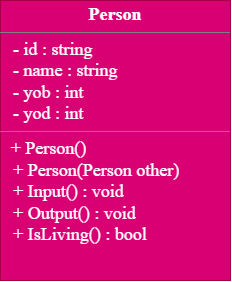 Person
- id : string
- name : string
- yob : int
- yod : int
+ Person()
+ Person(Person other)
+ Input() : void
+ Output() : void
+ IsLiving() : bool